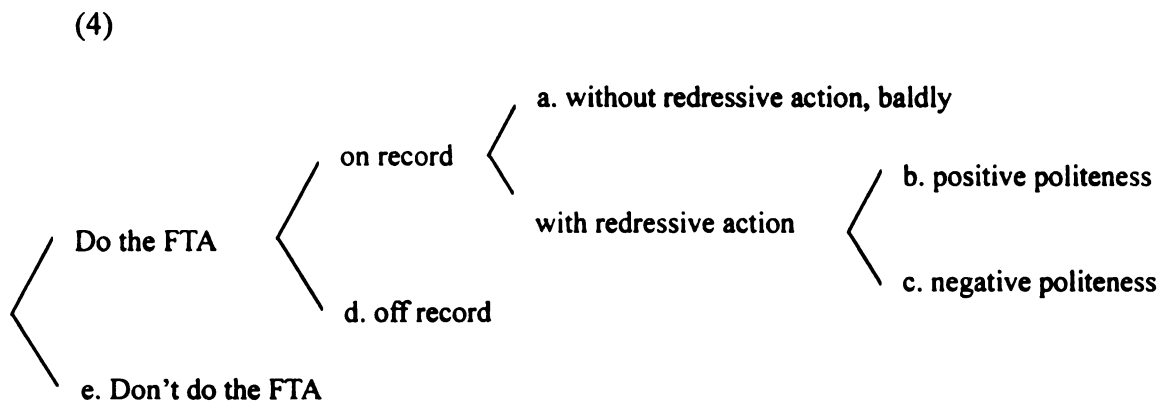 (4)
a. without redressive action, baldly
on record
b. positive politeness
with redressive action
Do the FTA
c. negative politeness
d. off record
e. Don't do the FTA